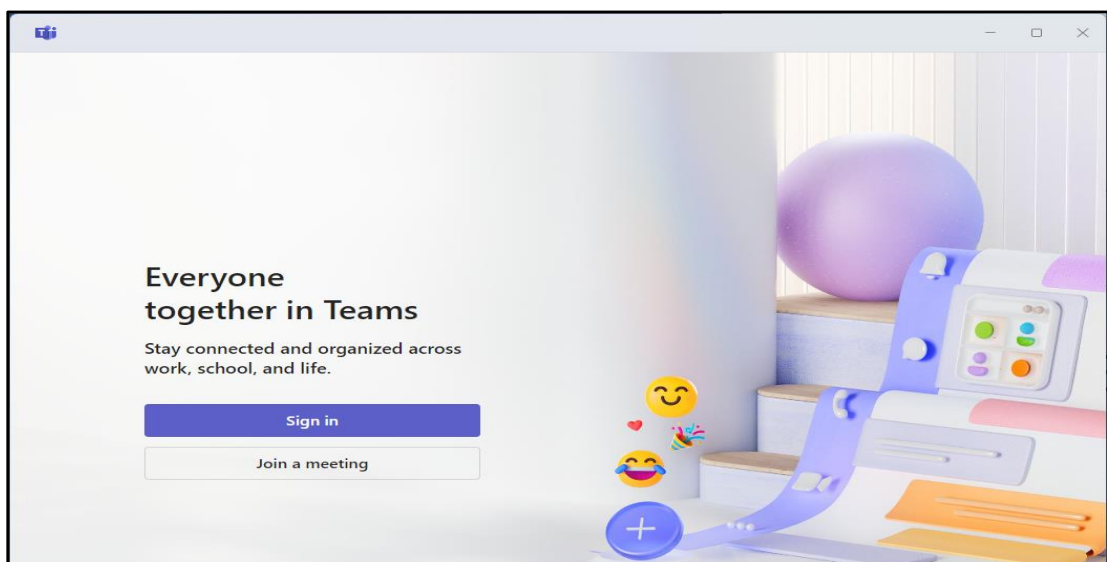 Everyone
together in Teams
Stay connected and organized across
work, school, and life.
Sign in
Join a meeting